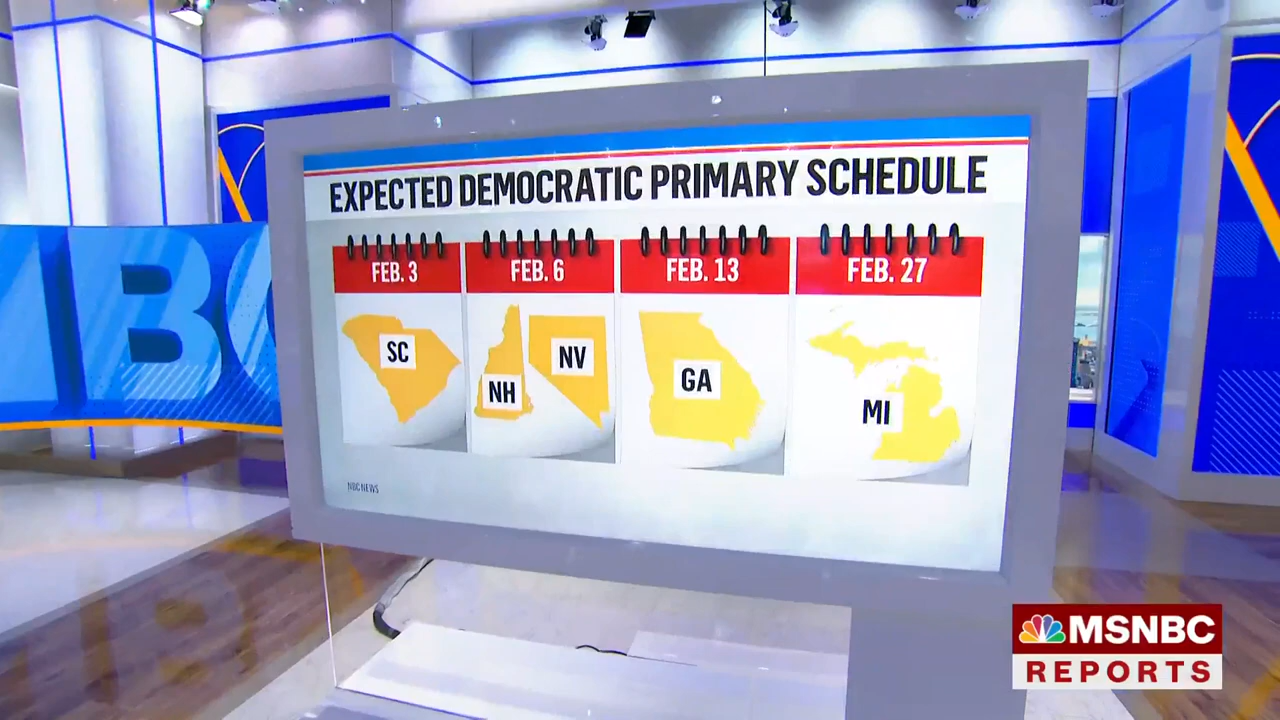 EXPECTED DEMOCRATIC PRIMARY SCHEDULE
FEB. 3
FEB. 6
FEB. 13
FEB. 27
SC
NH
NV
GA
MI
NBC NEWS
B
MSNBC
REPORTS